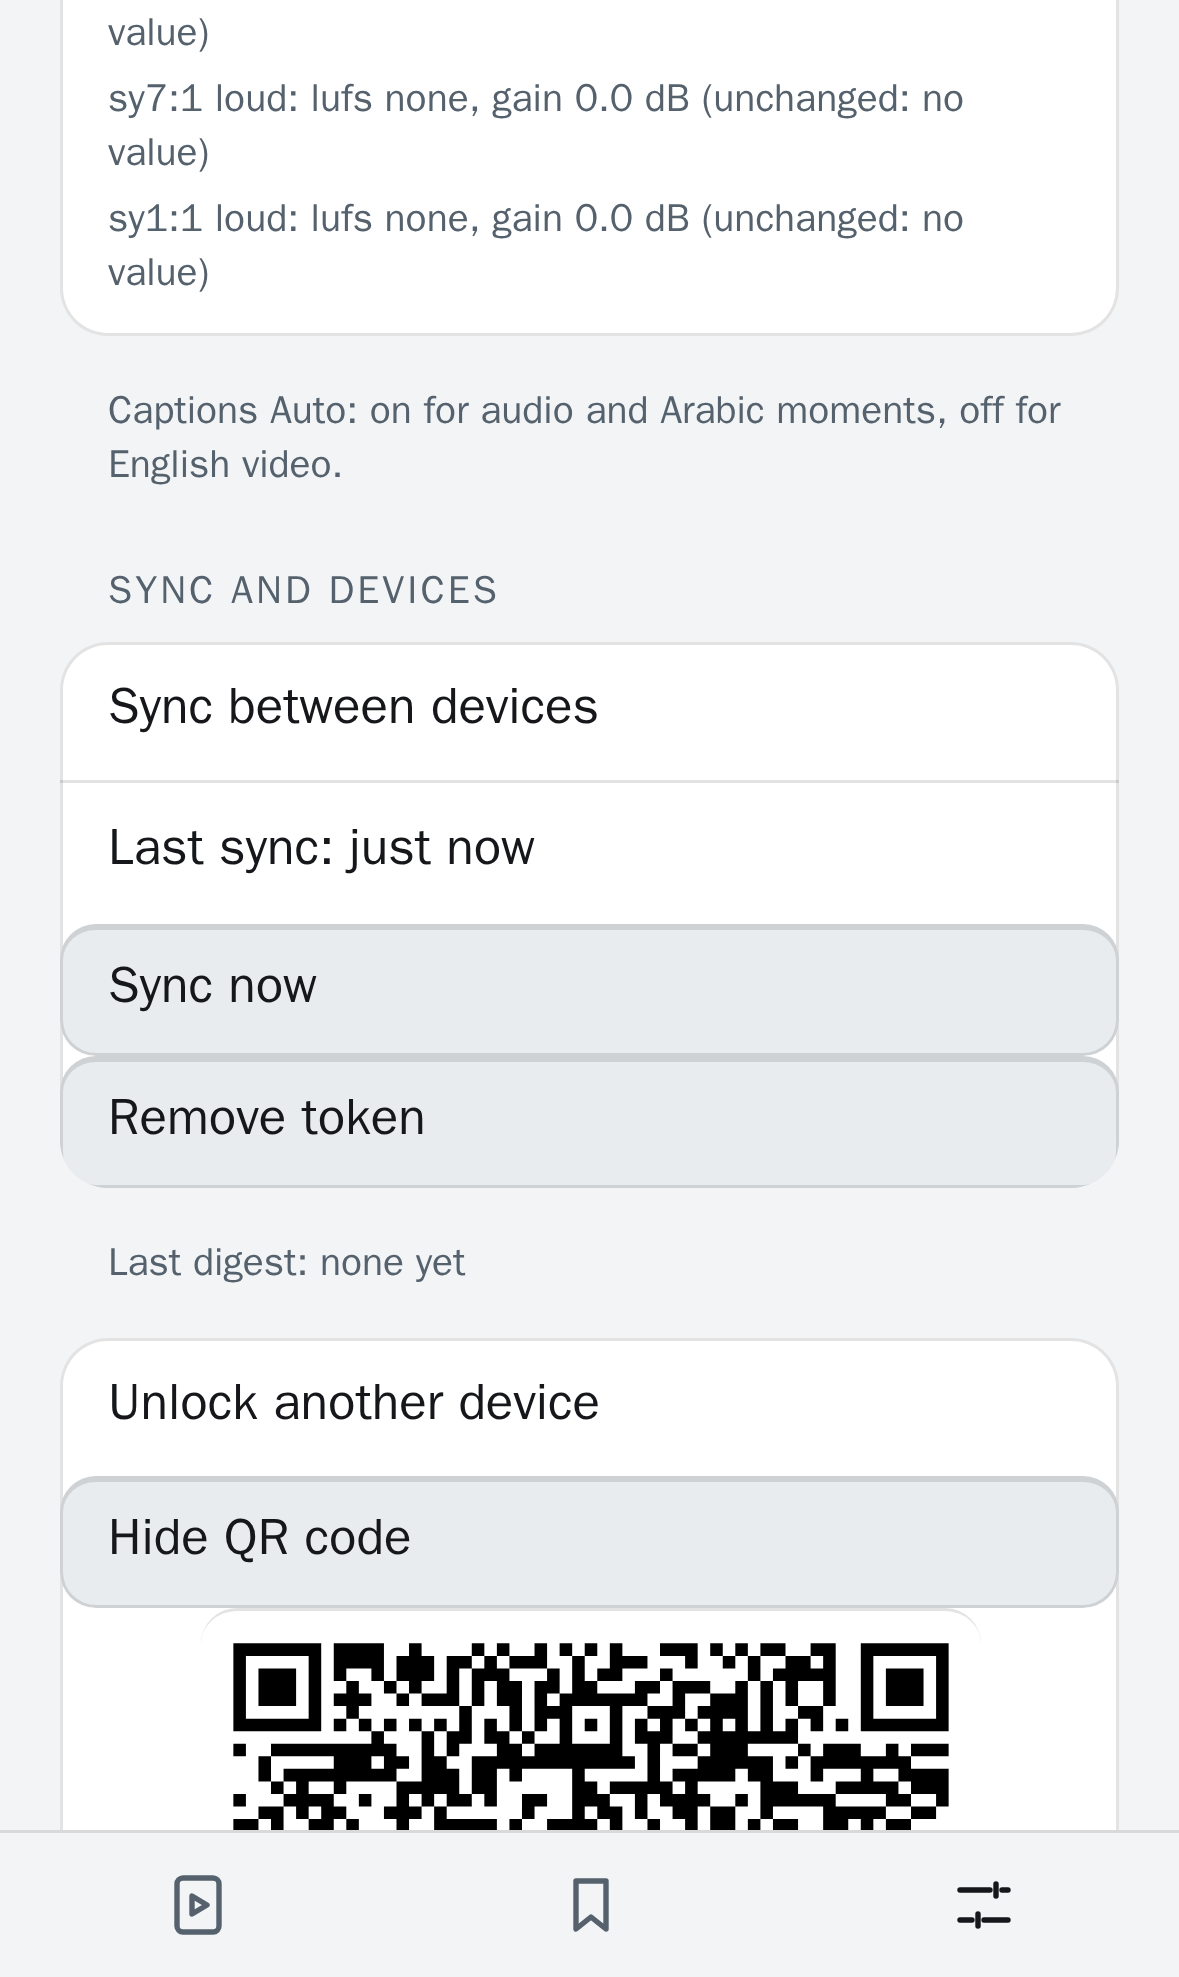 value)
sy7:1 loud: lufs none, gain 0.0 dB (unchanged: no
value)
sy1:1 loud: lufs none, gain 0.0 dB (unchanged: no
value)
Captions Auto: on for audio and Arabic moments, off for
English video.
SYNC AND DEVICES
Sync between devices
Last sync: just now
Sync now
Remove token
Last digest: none yet
Unlock another device
Hide QR code